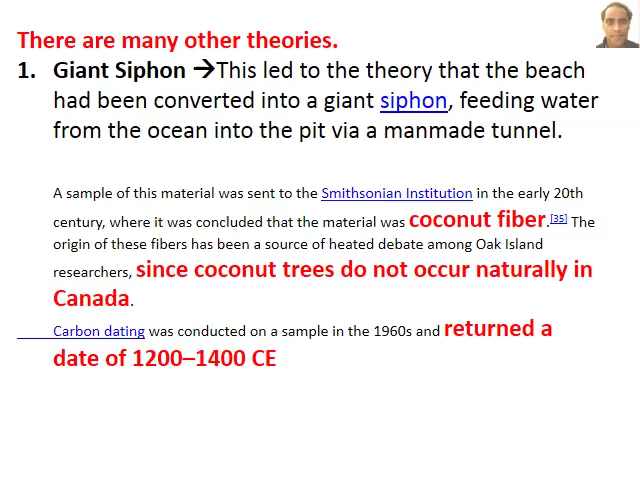 There are many other theories.
1. Giant Siphon →This led to the theory that the beach
had been converted into a giant siphon, feeding water
from the ocean into the pit via a manmade tunnel.
A sample of this material was sent to the Smithsonian Institution in the early 20th
century, where it was concluded that the material was coconut fiber.[35] The
origin of these fibers has been a source of heated debate among Oak Island
researchers, since coconut trees do not occur naturally in
Canada.
Carbon dating was conducted on a sample in the 1960s and returned a
date of 1200–1400 CE